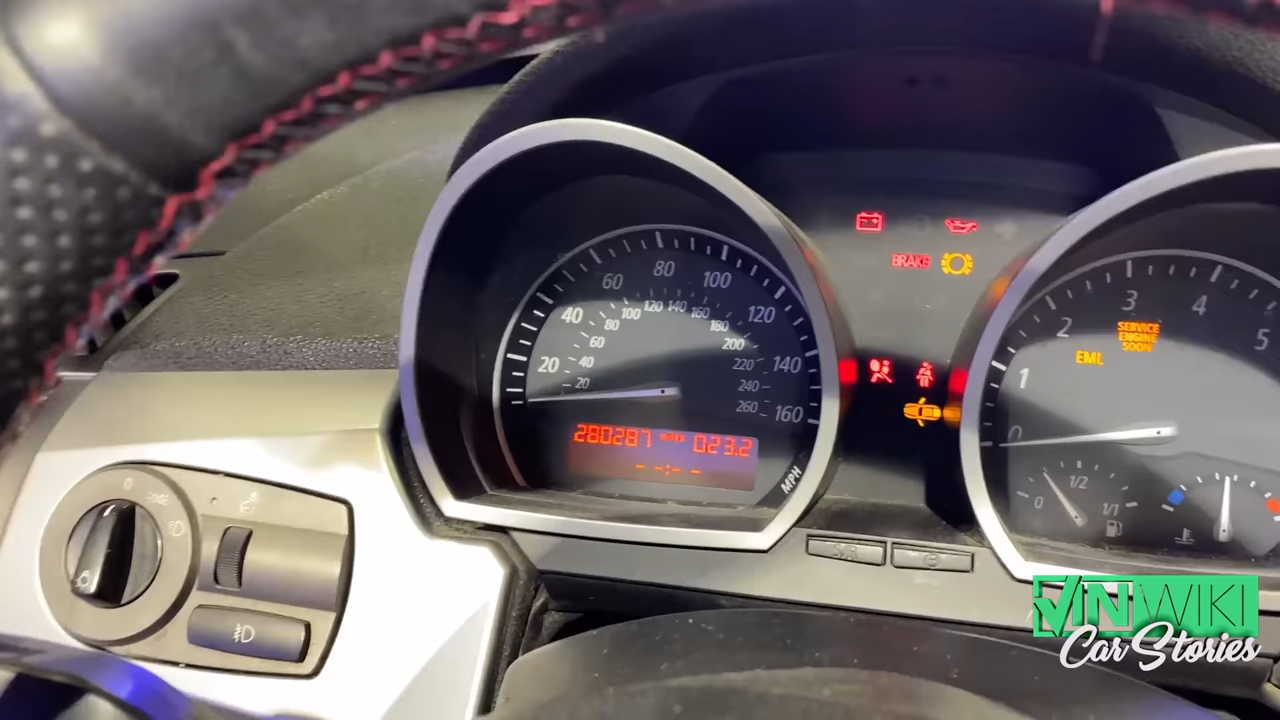 20 40 60 80 100 120 140 160
20 40 60 80 100 120 140 160 180 200 220 240 260
280287 MILES 023.2
--:--
MPH
BRAKE
EML
SERVICE
ENGINE
SOON
0 1 2 3 4 5
0 1/2 1/1
VINWIKI
Car Stories